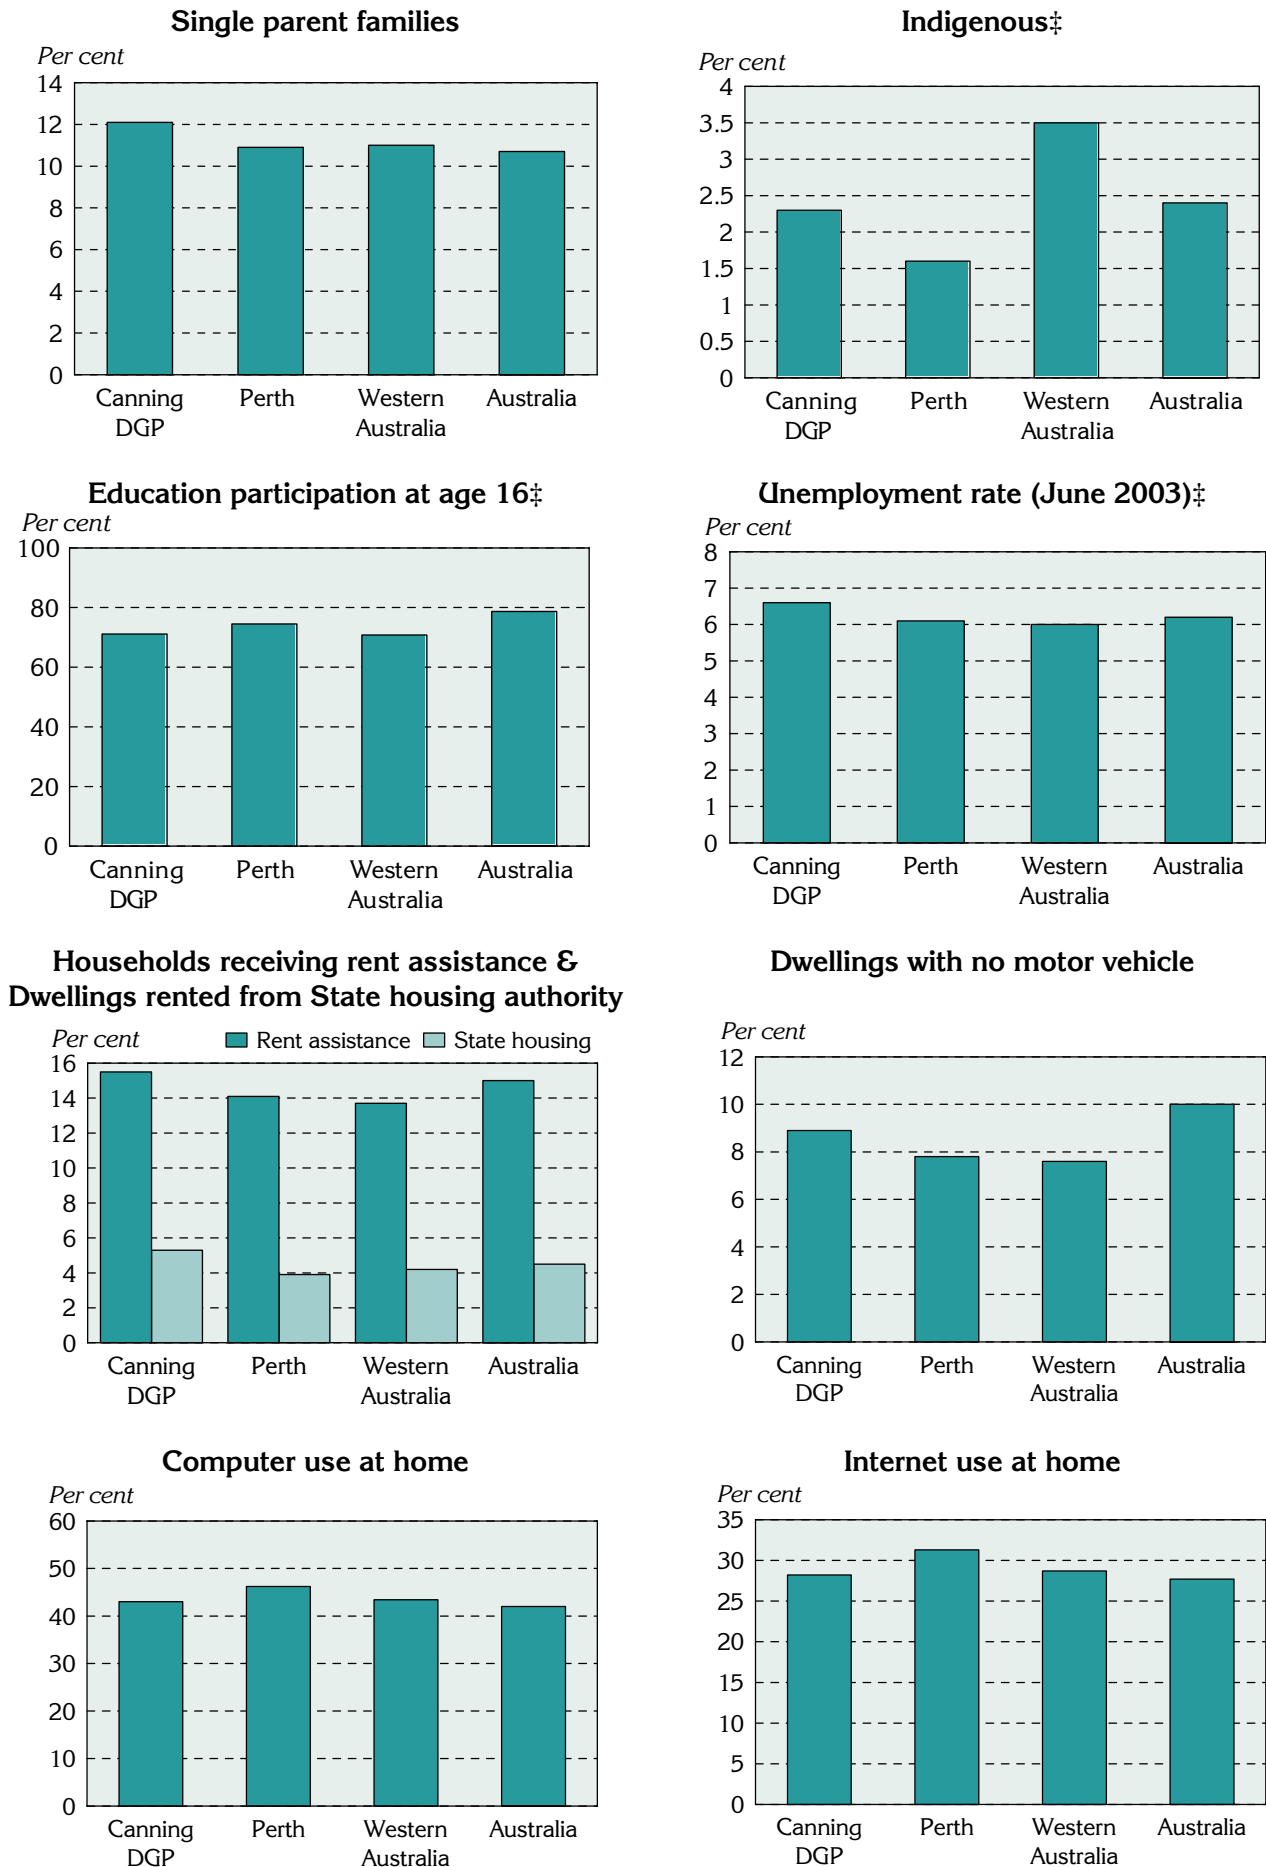 Single parent families
Per cent
14
12
10
8
6
4
2
0
Canning
DGP
Perth
Western
Australia
Australia
Indigenous‡
Per cent
4
3.5
3
2.5
2
1.5
1
0.5
0
Canning
DGP
Perth
Western
Australia
Australia
Education participation at age 16‡
Per cent
100
80
60
40
20
0
Canning
DGP
Perth
Western
Australia
Australia
Unemployment rate (June 2003)‡
Per cent
8
7
6
5
4
3
2
1
0
Canning
DGP
Perth
Western
Australia
Australia
Households receiving rent assistance &
Dwellings rented from State housing authority
Per cent
Rent assistance
State housing
16
14
12
10
8
6
4
2
0
Canning
DGP
Perth
Western
Australia
Australia
Dwellings with no motor vehicle
Per cent
12
10
8
6
4
2
0
Canning
DGP
Perth
Western
Australia
Australia
Computer use at home
Per cent
60
50
40
30
20
10
0
Canning
DGP
Perth
Western
Australia
Australia
Internet use at home
Per cent
35
30
25
20
15
10
5
0
Canning
DGP
Perth
Western
Australia
Australia